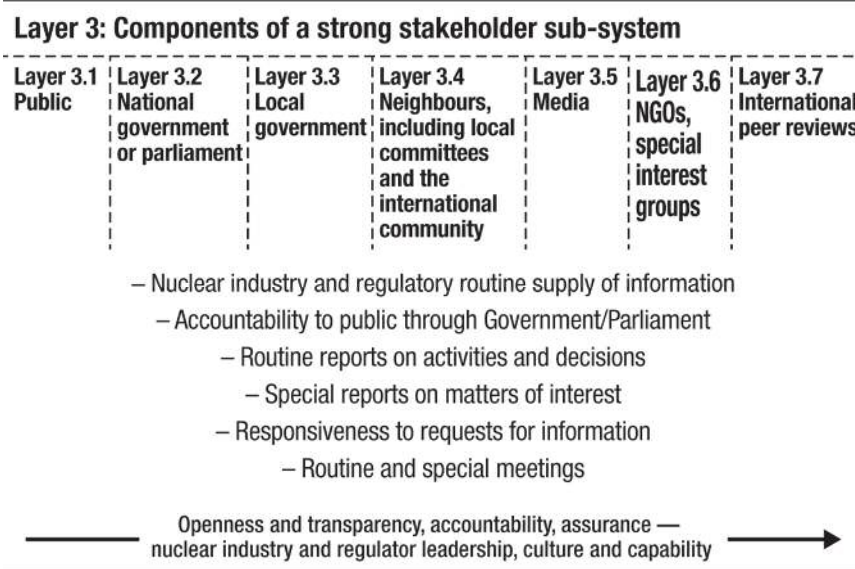 Layer 3: Components of a strong stakeholder sub-system
Layer 3.1
Public
Layer 3.2
National
government
or parliament
Layer 3.3
Local
government
Layer 3.4
Neighbours,
including local
committees
and the
international
community
Layer 3.5
Media
Layer 3.6
NGOs,
special
interest
groups
Layer 3.7
International
peer reviews
– Nuclear industry and regulatory routine supply of information
– Accountability to public through Government/Parliament
– Routine reports on activities and decisions
– Special reports on matters of interest
– Responsiveness to requests for information
– Routine and special meetings
Openness and transparency, accountability, assurance —
nuclear industry and regulator leadership, culture and capability